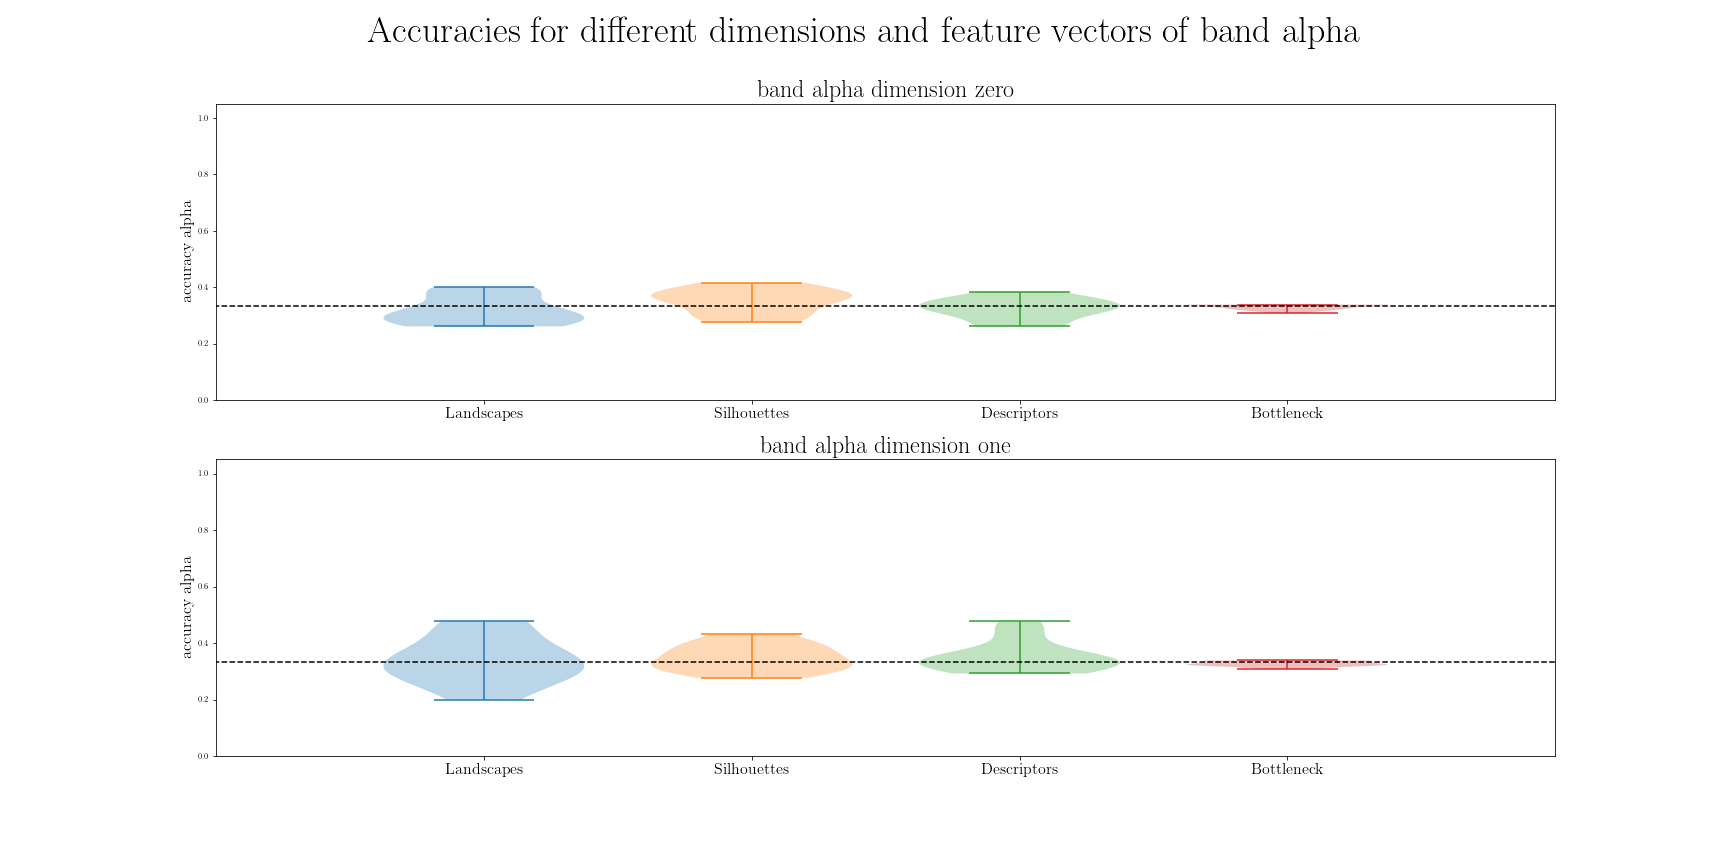 Accuracies for different dimensions and feature vectors of band alpha
band alpha dimension zero
accuracy alpha
1.0
0.8
0.6
0.4
0.2
0.0
Landscapes Silhouettes Descriptors Bottleneck
band alpha dimension one
accuracy alpha
1.0
0.8
0.6
0.4
0.2
0.0
Landscapes Silhouettes Descriptors Bottleneck